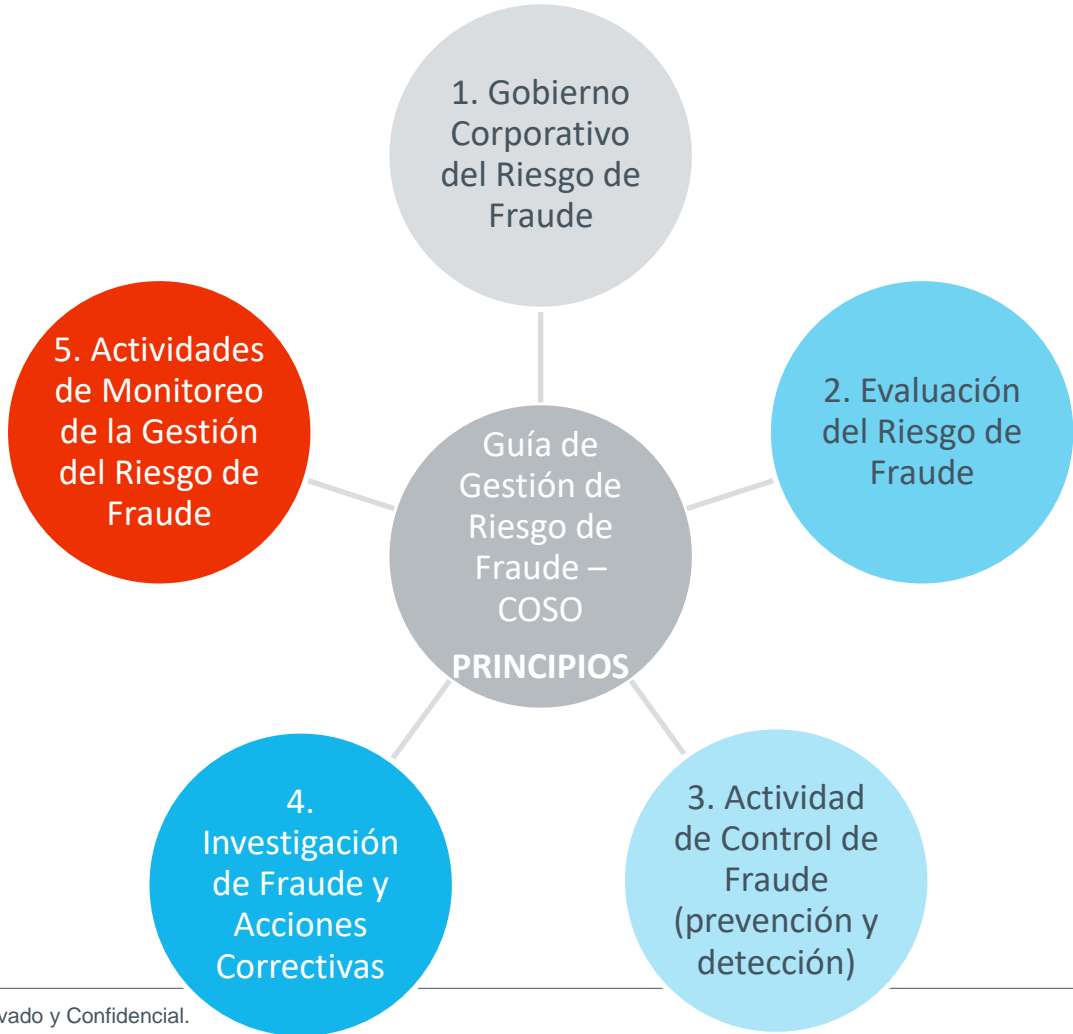 1. Gobierno
Corporativo
del Riesgo de
Fraude
2. Evaluación
del Riesgo de
Fraude
3. Actividad
de Control de
Fraude
(prevención y
detección)
4.
Investigación
de Fraude y
Acciones
Correctivas
5. Actividades
de Monitoreo
de la Gestión
del Riesgo de
Fraude
Guía de
Gestión de
Riesgo de
Fraude –
COSO
PRINCIPIOS
vado y Confidencial.